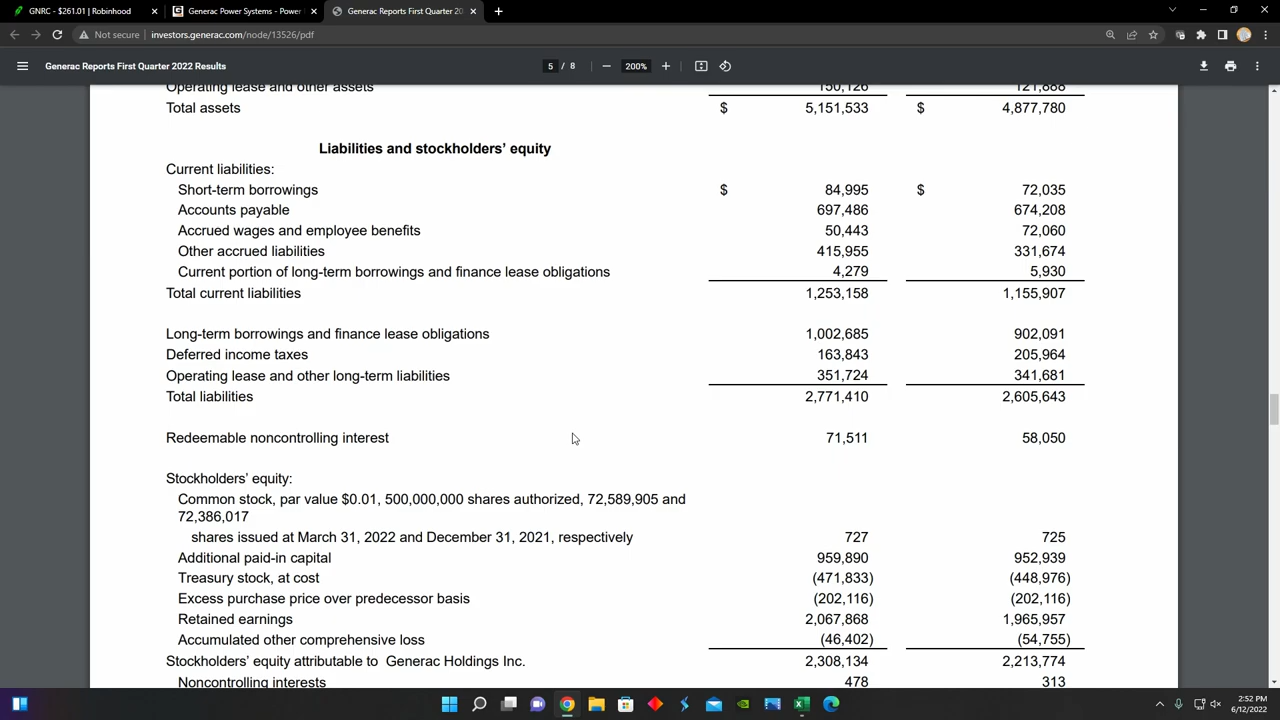 GNRC - $261.01 | Robinhood
Generac Power Systems - Power
Generac Reports First Quarter 20
Not secure | investors.generac.com/node/13526/pdf
Generac Reports First Quarter 2022 Results 5 / 8 200%
Operating lease and other assets 150,126 121,888
Total assets $ 5,151,533 $ 4,877,780
Liabilities and stockholders' equity
Current liabilities:
Short-term borrowings $ 84,995 $ 72,035
Accounts payable 697,486 674,208
Accrued wages and employee benefits 50,443 72,060
Other accrued liabilities 415,955 331,674
Current portion of long-term borrowings and finance lease obligations 4,279 5,930
Total current liabilities 1,253,158 1,155,907
Long-term borrowings and finance lease obligations 1,002,685 902,091
Deferred income taxes 163,843 205,964
Operating lease and other long-term liabilities 351,724 341,681
Total liabilities 2,771,410 2,605,643
Redeemable noncontrolling interest 71,511 58,050
Stockholders' equity:
Common stock, par value $0.01, 500,000,000 shares authorized, 72,589,905 and
72,386,017
shares issued at March 31, 2022 and December 31, 2021, respectively 727 725
Additional paid-in capital 959,890 952,939
Treasury stock, at cost (471,833) (448,976)
Excess purchase price over predecessor basis (202,116) (202,116)
Retained earnings 2,067,868 1,965,957
Accumulated other comprehensive loss (46,402) (54,755)
Stockholders' equity attributable to Generac Holdings Inc. 2,308,134 2,213,774
Noncontrolling interests 478 313
2:52 PM
6/12/2022